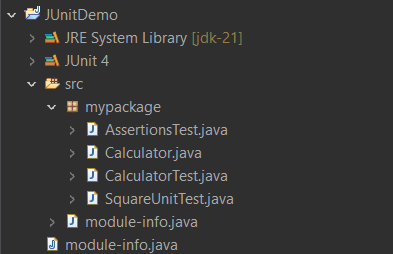 JUnitDemo
JRE System Library [jdk-21]
JUnit 4
src
mypackage
AssertionsTest.java
Calculator.java
CalculatorTest.java
SquareUnitTest.java
module-info.java
module-info.java